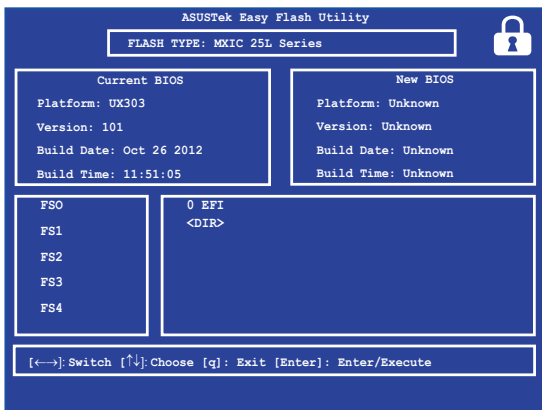 ASUSTek Easy Flash Utility
FLASH TYPE: MXIC 25L Series
Current BIOS
Platform: UX303
Version: 101
Build Date: Oct 26 2012
Build Time: 11:51:05
New BIOS
Platform: Unknown
Version: Unknown
Build Date: Unknown
Build Time: Unknown
FSO
FS1
FS2
FS3
FS4
0 EFI
<DIR>
[←→]: Switch [↑↓]: Choose [q]: Exit [Enter]: Enter/Execute